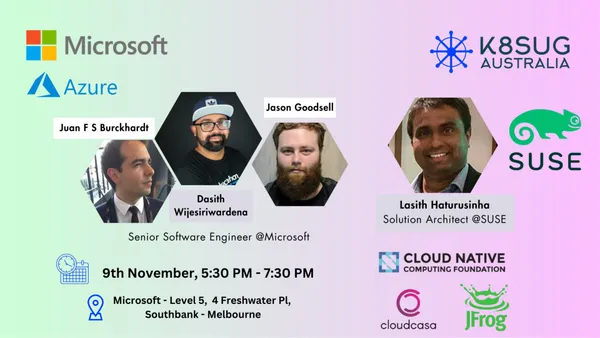 Microsoft
Azure
K8SUG
AUSTRALIA
Juan F S Burckhardt
Jason Goodsell
Dasith
Wijesiriwardena
Senior Software Engineer @Microsoft
SUSE
Lasith Haturusinha
Solution Architect @SUSE
9th November, 5:30 PM - 7:30 PM
Microsoft - Level 5, 4 Freshwater Pl,
Southbank - Melbourne
CLOUD NATIVE
COMPUTING FOUNDATION
cloudcasa
JFrog